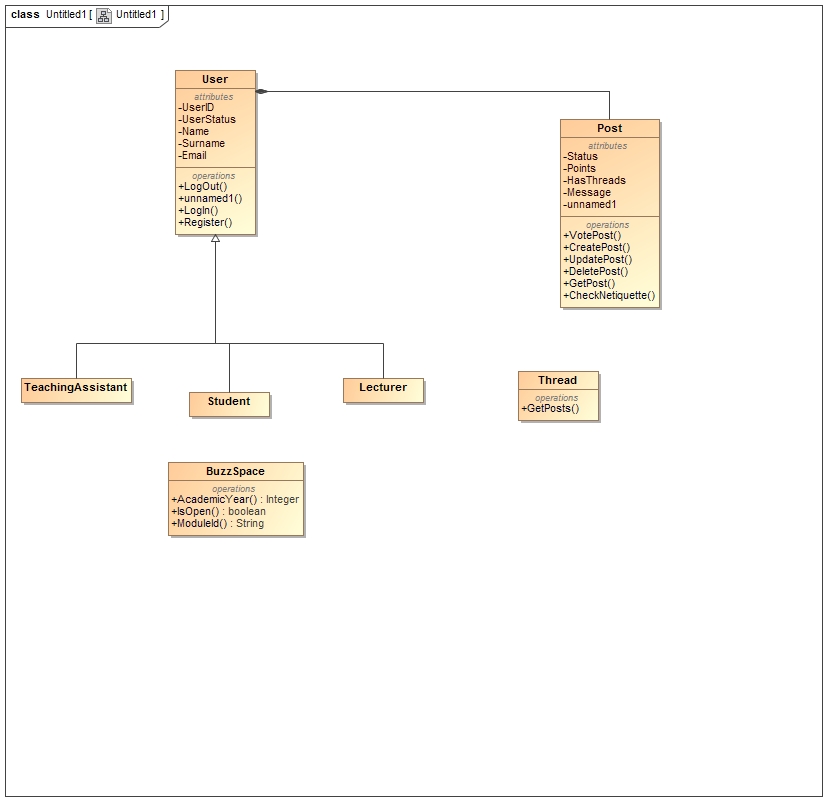 class Untitled1 [ Untitled1 ]
User
attributes
-UserID
-UserStatus
-Name
-Surname
-Email
operations
+LogOut()
+unnamed1()
+LogIn()
+Register()
Post
attributes
-Status
-Points
-HasThreads
-Message
-unnamed1
operations
+VotePost()
+CreatePost()
+UpdatePost()
+DeletePost()
+GetPost()
+CheckNetiquette()
TeachingAssistant
Student
Lecturer
Thread
operations
+GetPosts()
BuzzSpace
operations
+AcademicYear() : Integer
+IsOpen() : boolean
+ModuleId() : String